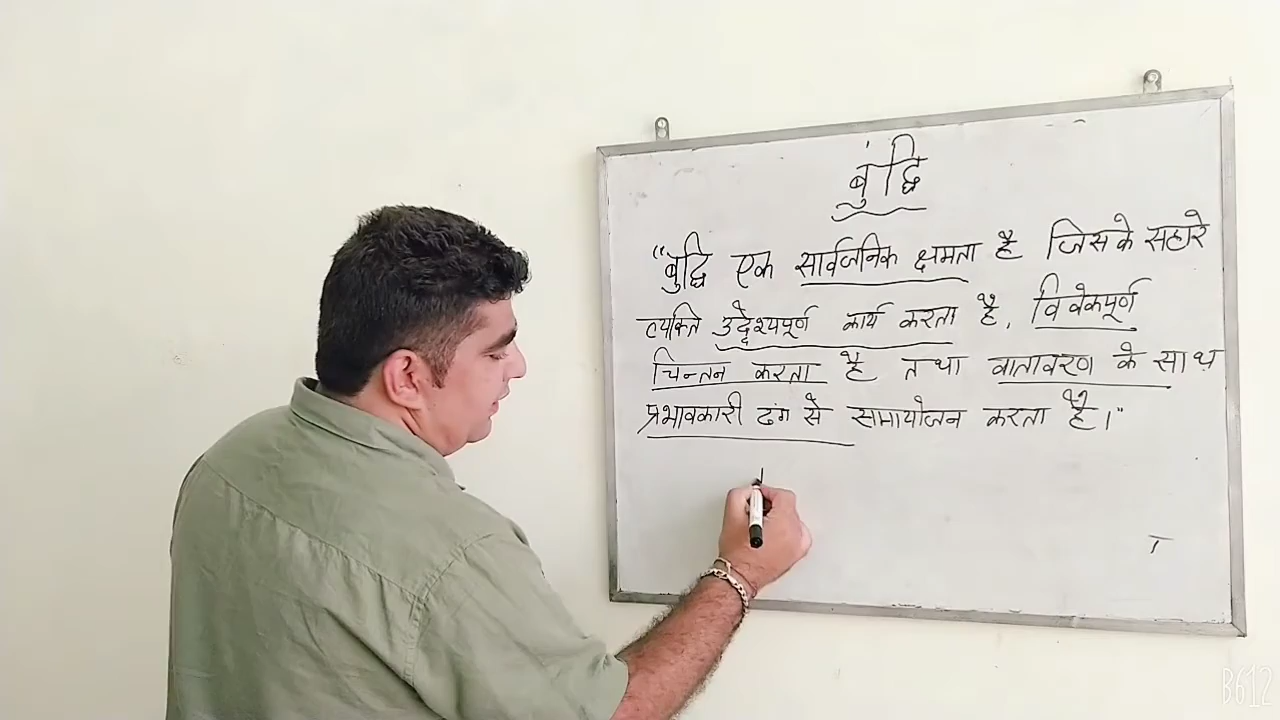 बुंद्धि
"बुद्धि एक सार्वजनिक क्षमता है जिसके सहारे
व्यक्ति उद्देश्यपूर्ण कार्य करता है, विवेकपूर्ण
चिन्तन करता है तथा वातावरण के साथ
प्रभावकारी ढंग से सामायोजन करता है।"
B612